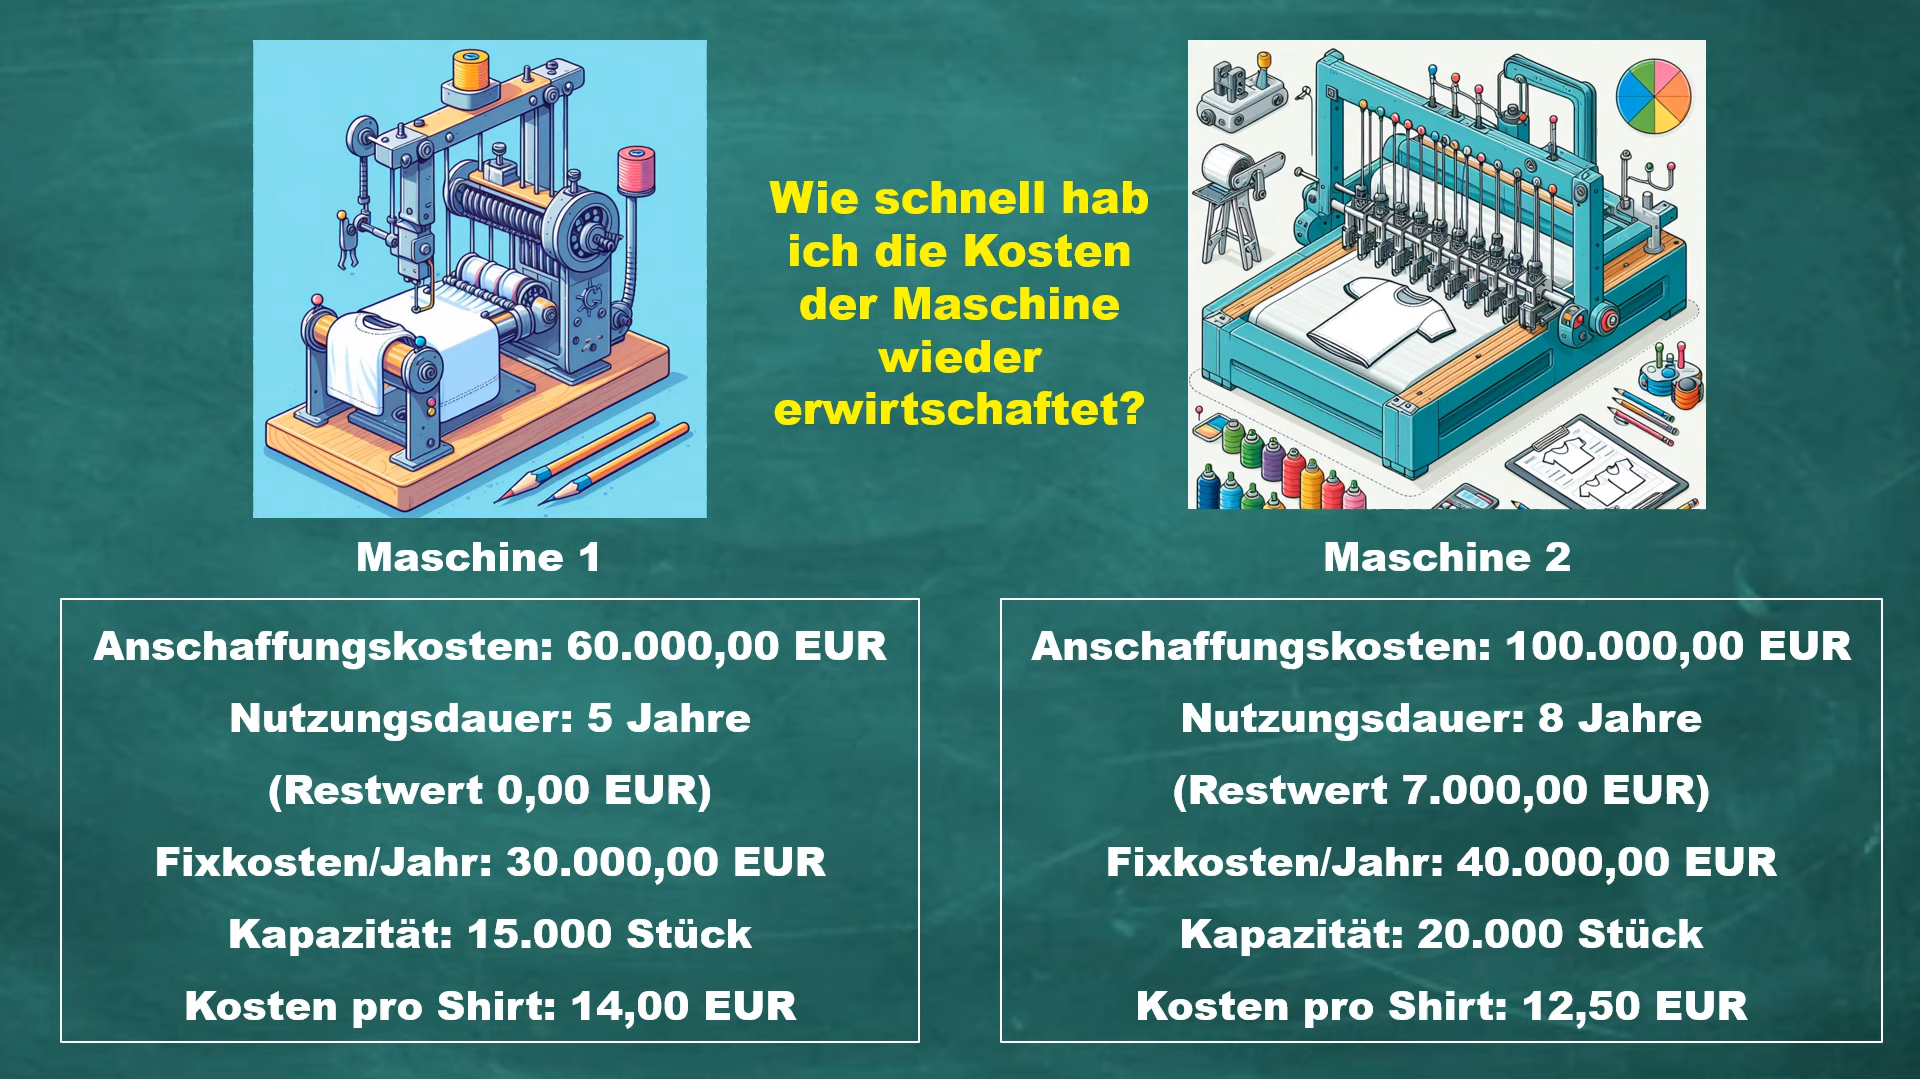 Wie schnell hab
ich die Kosten
der Maschine
wieder
erwirtschaftet?
Maschine 1
Anschaffungskosten: 60.000,00 EUR
Nutzungsdauer: 5 Jahre
(Restwert 0,00 EUR)
Fixkosten/Jahr: 30.000,00 EUR
Kapazität: 15.000 Stück
Kosten pro Shirt: 14,00 EUR
Maschine 2
Anschaffungskosten: 100.000,00 EUR
Nutzungsdauer: 8 Jahre
(Restwert 7.000,00 EUR)
Fixkosten/Jahr: 40.000,00 EUR
Kapazität: 20.000 Stück
Kosten pro Shirt: 12,50 EUR